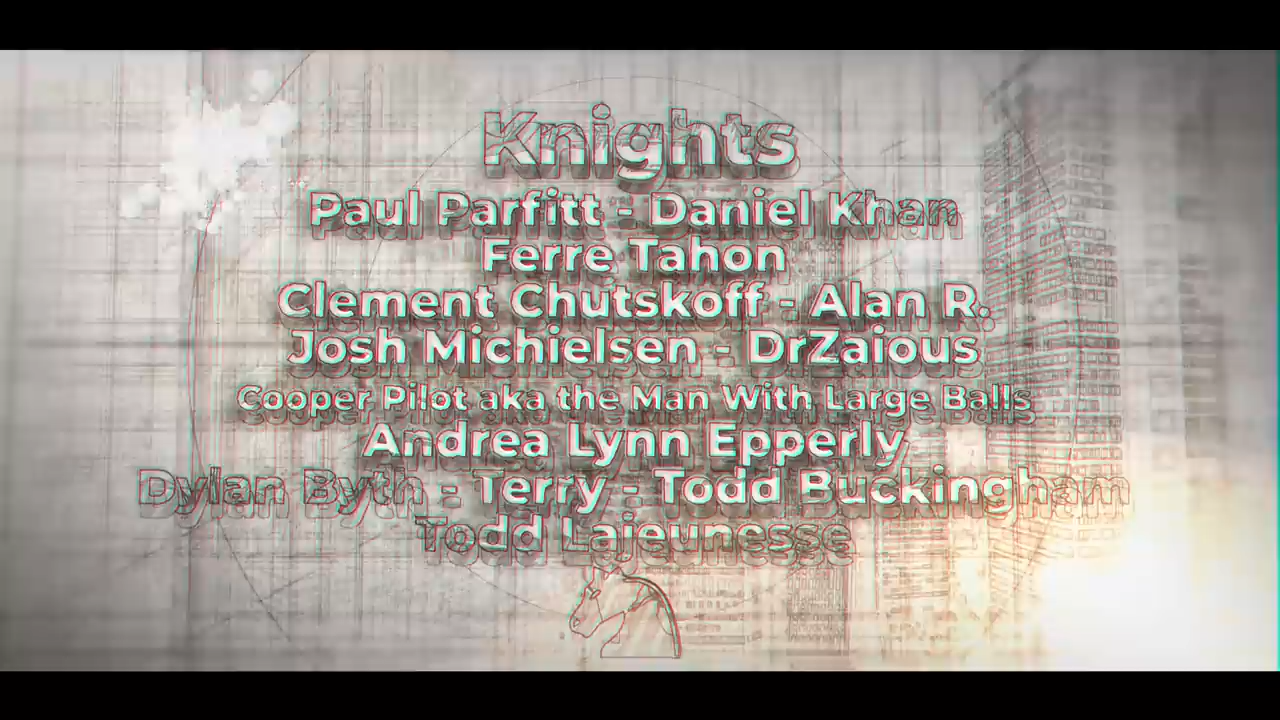 Knights
Paul Parfitt - Daniel Khan
Ferre Tahon
Clement Chutskoff - Alan R.
Josh Michielsen - DrZaious
Cooper Pilot aka the Man With Large Balls
Andrea Lynn Epperly
Dylan Byth - Terry - Todd Buckingham
Todd Lajeunesse